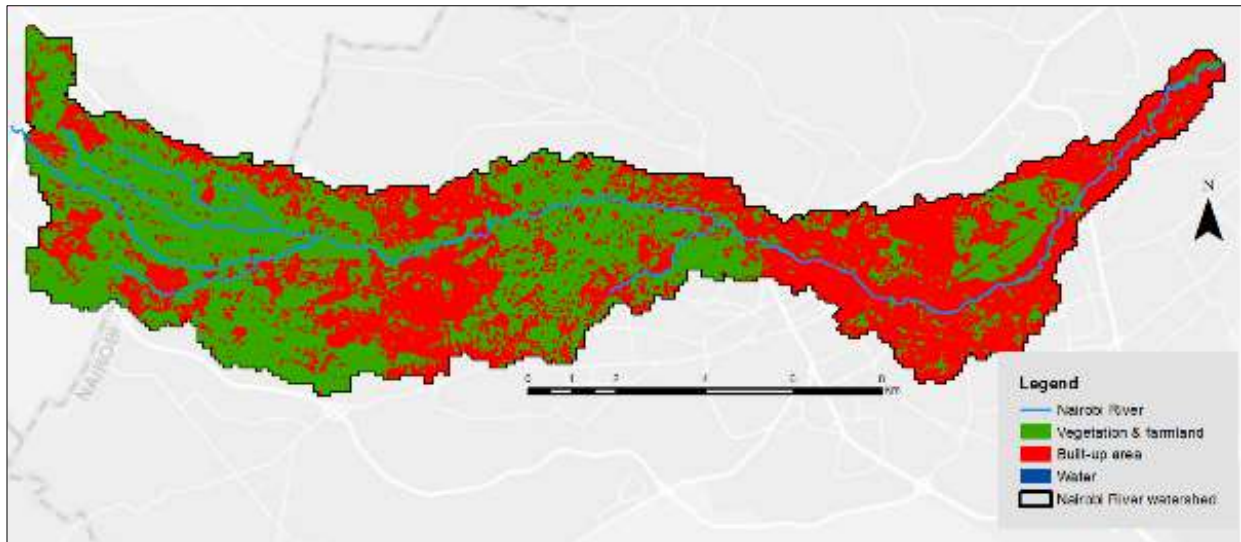 N
NAIROBI
0 1 2 4 6 8
Km
Legend
Nairobi River
Vegetation & farmland
Built-up area
Water
Nairobi River watershed